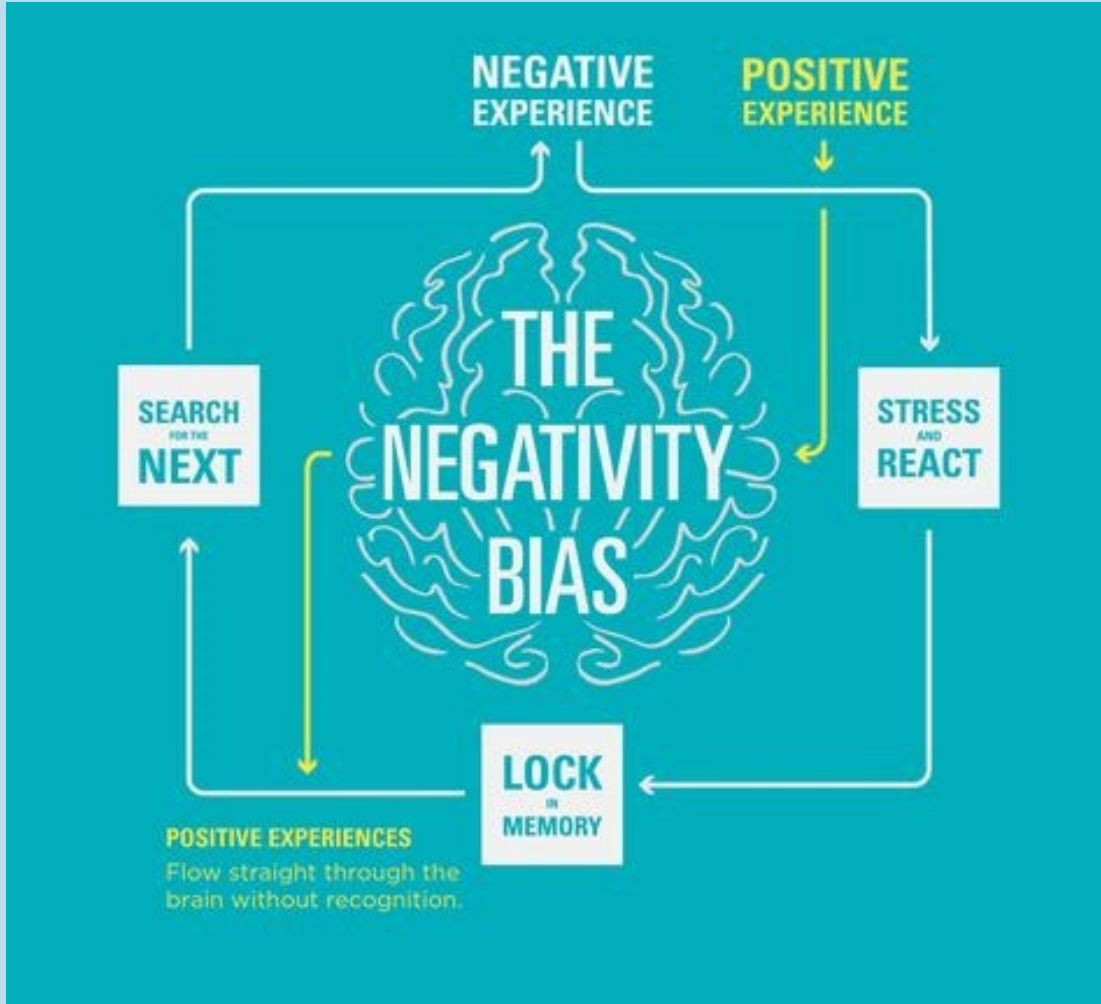 NEGATIVE
EXPERIENCE
POSITIVE
EXPERIENCE
THE
NEGATIVITY
BIAS
SEARCH
FOR THE
NEXT
STRESS
AND
REACT
LOCK
IN
MEMORY
POSITIVE EXPERIENCES
Flow straight through the
brain without recognition.